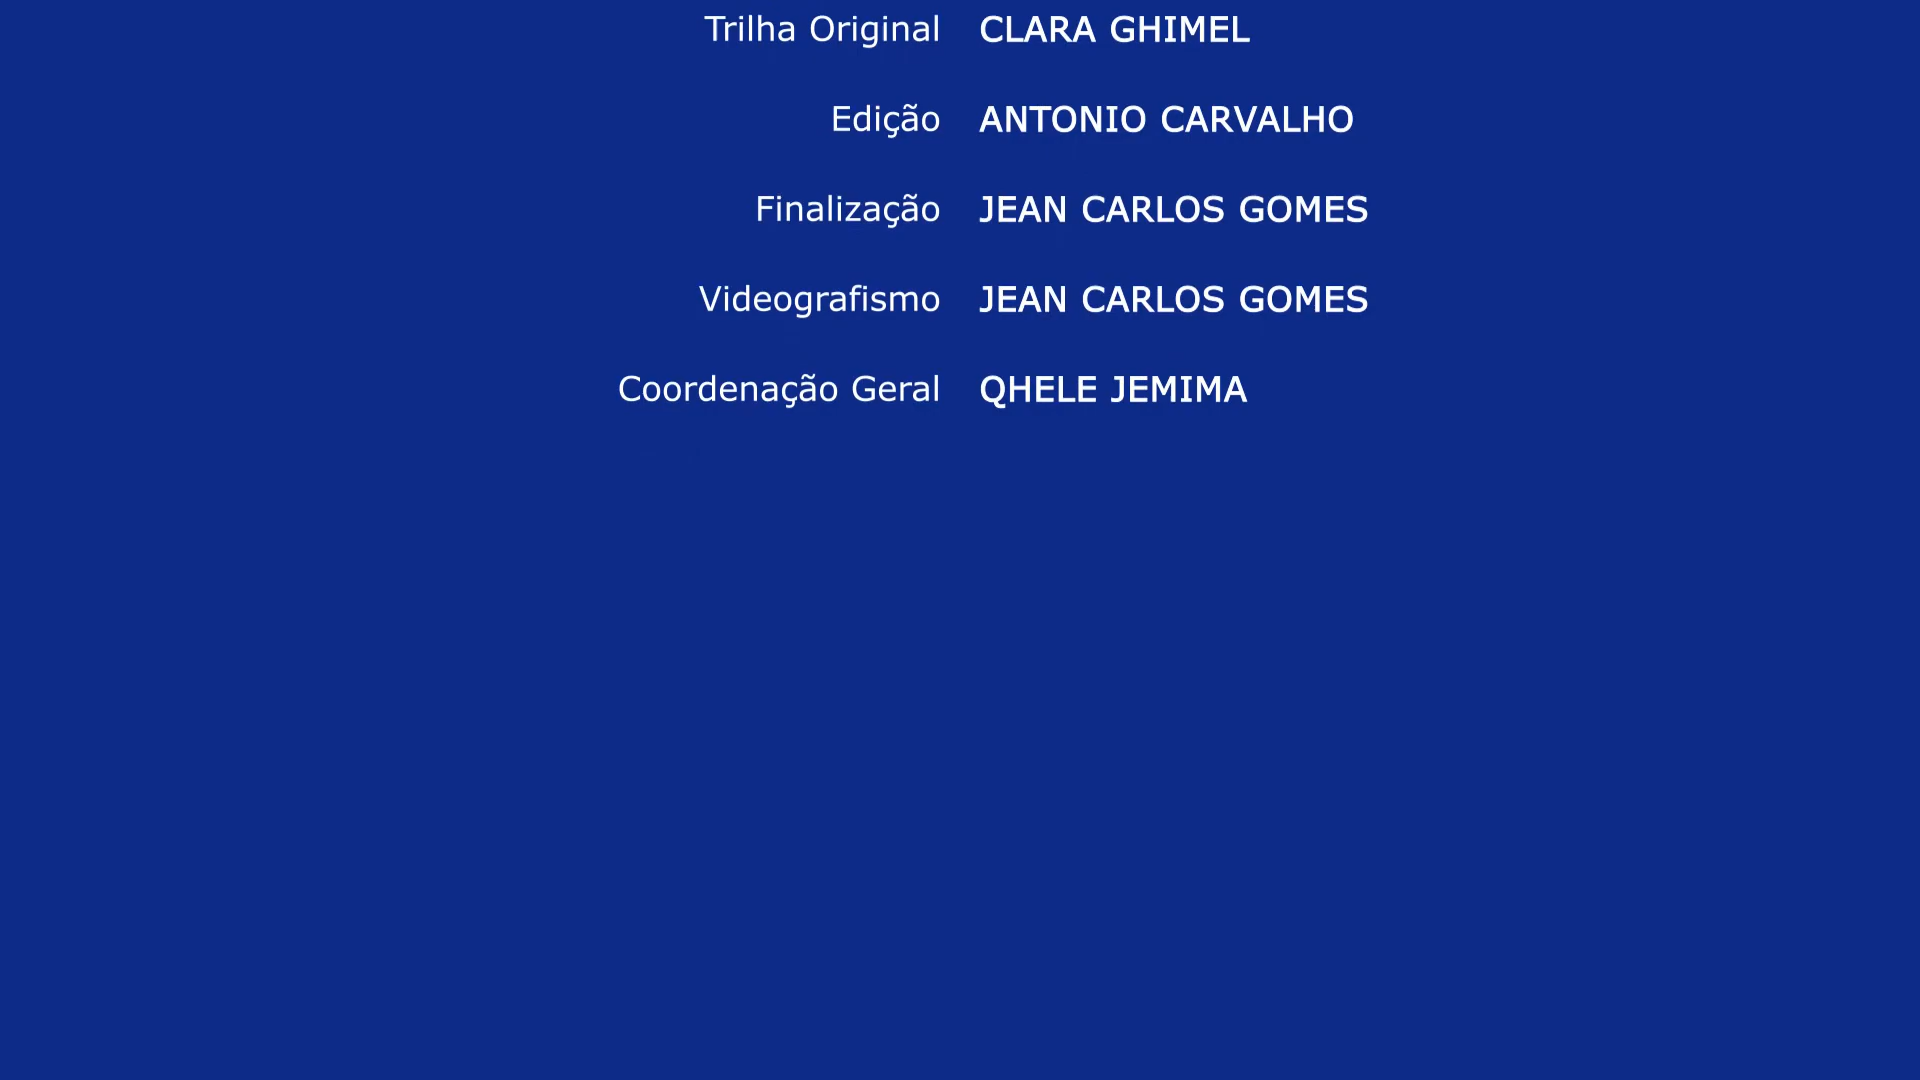 Trilha Original CLARA GHIMEL
Edição ANTONIO CARVALHO
Finalização JEAN CARLOS GOMES
Videografismo JEAN CARLOS GOMES
Coordenação Geral QHELE JEMIMA